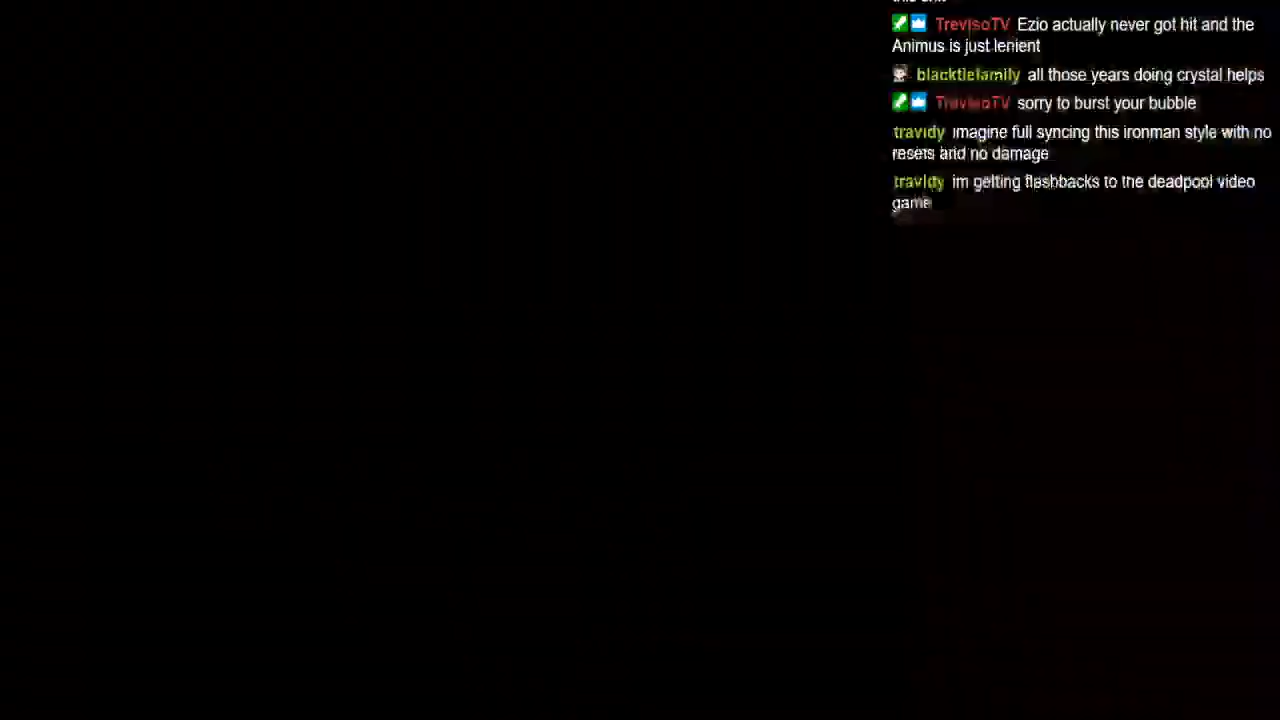 TrevisoTV Ezio actually never got hit and the
Animus is just lenient
blacktiefamily all those years doing crystal helps
TrevisoTV sorry to burst your bubble
travidy imagine full syncing this ironman style with no
resets and no damage
travidy im getting flashbacks to the deadpool video
game